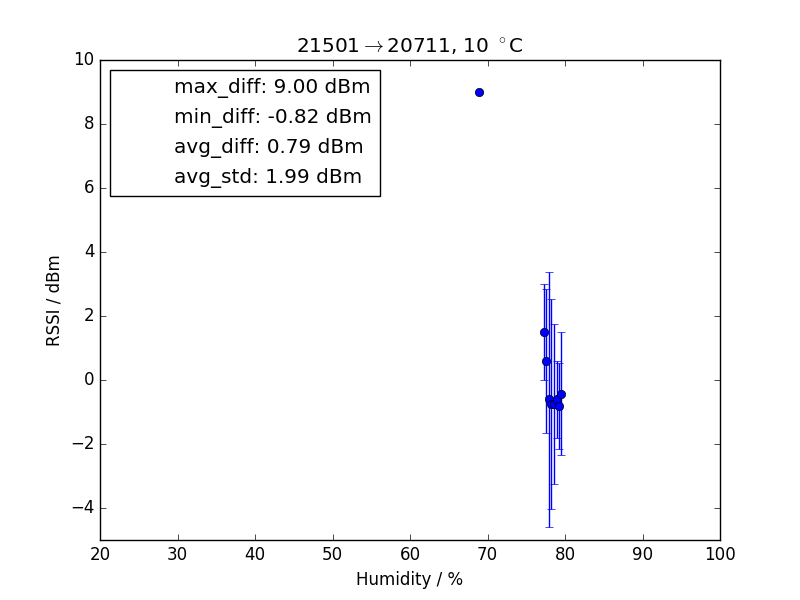 21501→20711, 10 °C
max_diff: 9.00 dBm
min_diff: -0.82 dBm
avg_diff: 0.79 dBm
avg_std: 1.99 dBm
RSSI / dBm
10
8
6
4
2
0
−2
−4
20 30 40 50 60 70 80 90 100
Humidity / %